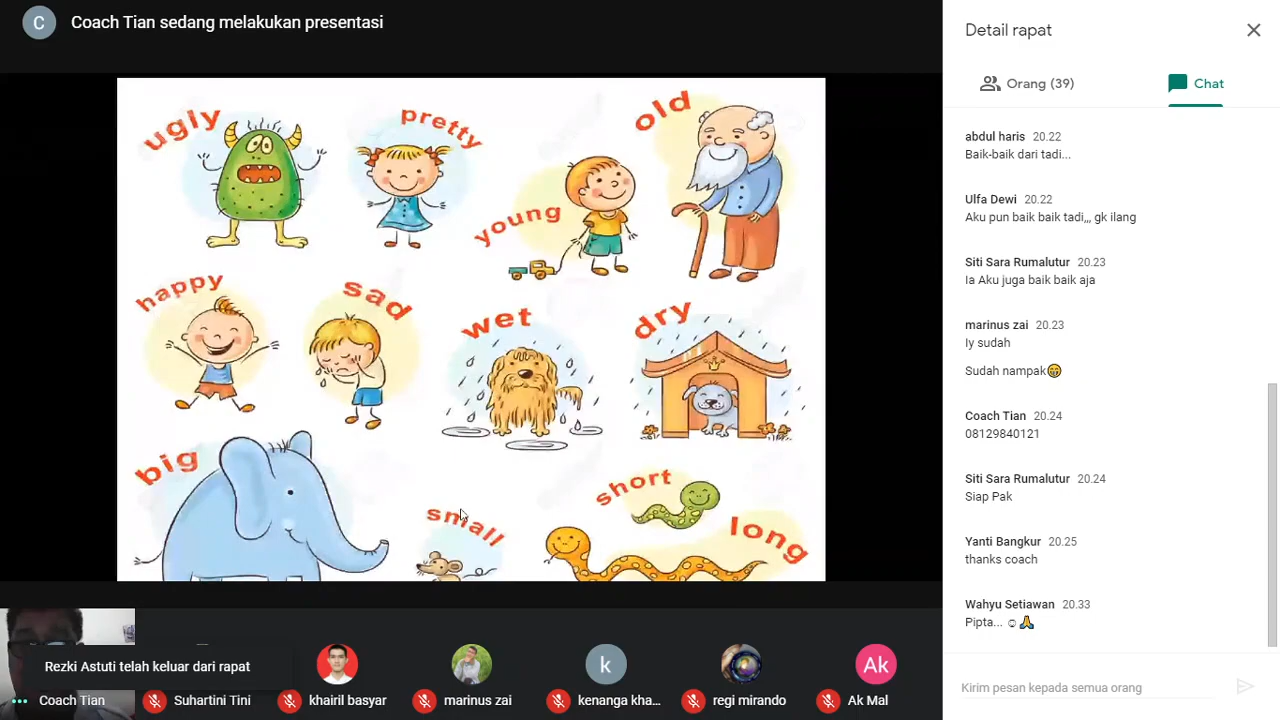 C
Coach Tian sedang melakukan presentasi
ugly
pretty
young
old
happy
sad
wet
dry
big
small
short
long
Rezki Astuti telah keluar dari rapat
Coach Tian
Suhartini Tini
khairil basyar
marinus zai
k
kenanga kha...
regi mirando
Ak
Ak Mal
Detail rapat
Orang (39)
Chat
abdul haris 20.22
Baik-baik dari tadi...
Ulfa Dewi 20.22
Aku pun baik baik tadi,,, gk ilang
Siti Sara Rumalutur 20.23
Ia Aku juga baik baik aja
marinus zai 20.23
Iy sudah
Sudah nampak😁
Coach Tian 20.24
08129840121
Siti Sara Rumalutur 20.24
Siap Pak
Yanti Bangkur 20.25
thanks coach
Wahyu Setiawan 20.33
Pipta... ☺🙏
Kirim pesan kepada semua orang